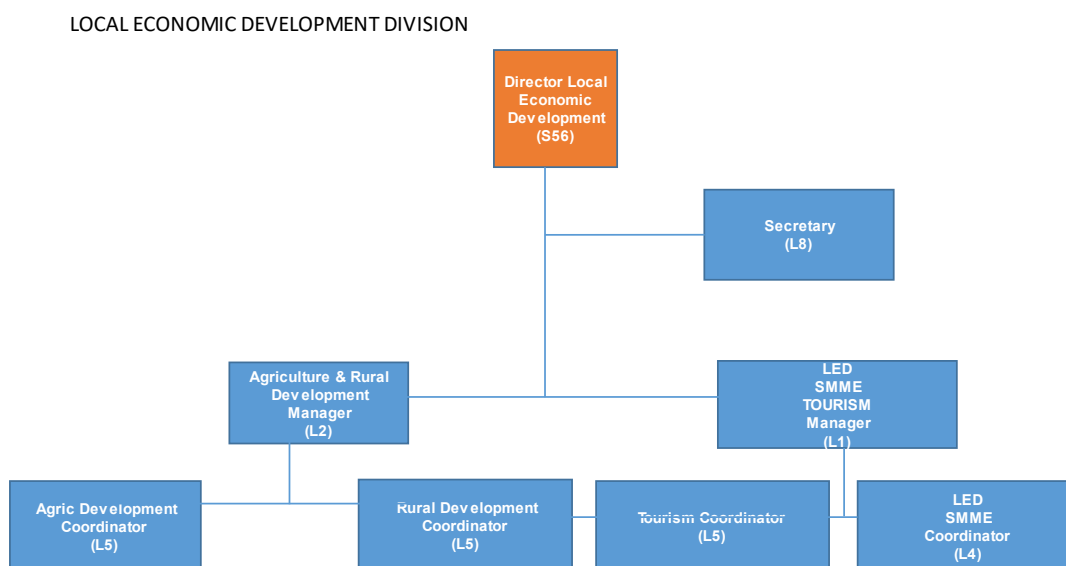 LOCAL ECONOMIC DEVELOPMENT DIVISION
Director Local
Economic
Development
(S56)
Secretary
(L8)
Agriculture & Rural
Development
Manager
(L2)
LED
SMME
TOURISM
Manager
(L1)
Agric Development
Coordinator
(L5)
Rural Development
Coordinator
(L5)
Tourism Coordinator
(L5)
LED
SMME
Coordinator
(L4)